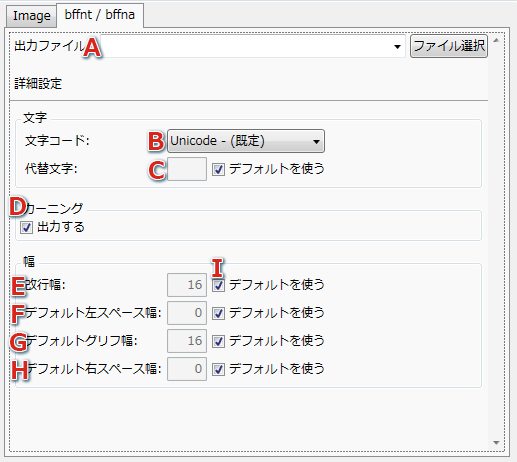 Image bffnt / bffna
出力ファイル A ファイル選択
詳細設定
文字
文字コード: B Unicode - (既定)
代替文字: C デフォルトを使う
D カーニング
出力する
幅 I
E 改行幅: 16 デフォルトを使う
F デフォルト左スペース幅: 0 デフォルトを使う
G デフォルトグリフ幅: 16 デフォルトを使う
H デフォルト右スペース幅: 0 デフォルトを使う